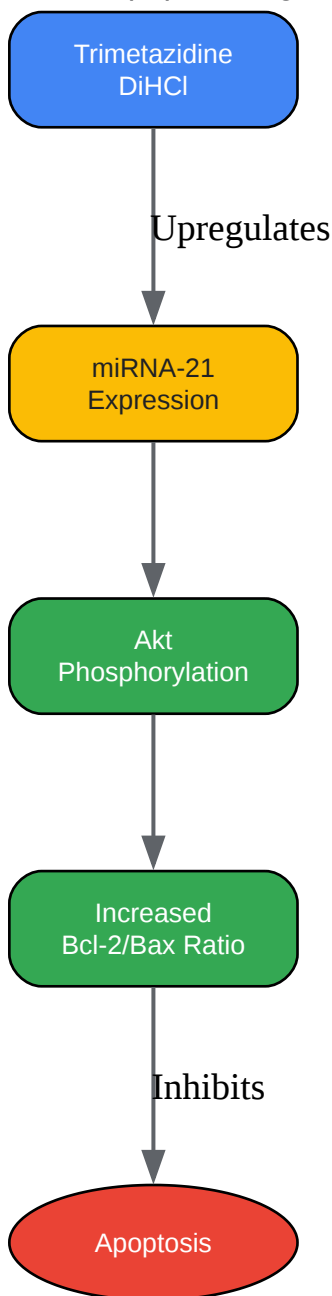 Trimetazidine
DiHCl
Upregulates
miRNA-21
Expression
Akt
Phosphorylation
Increased
Bcl-2/Bax Ratio
Inhibits
Apoptosis